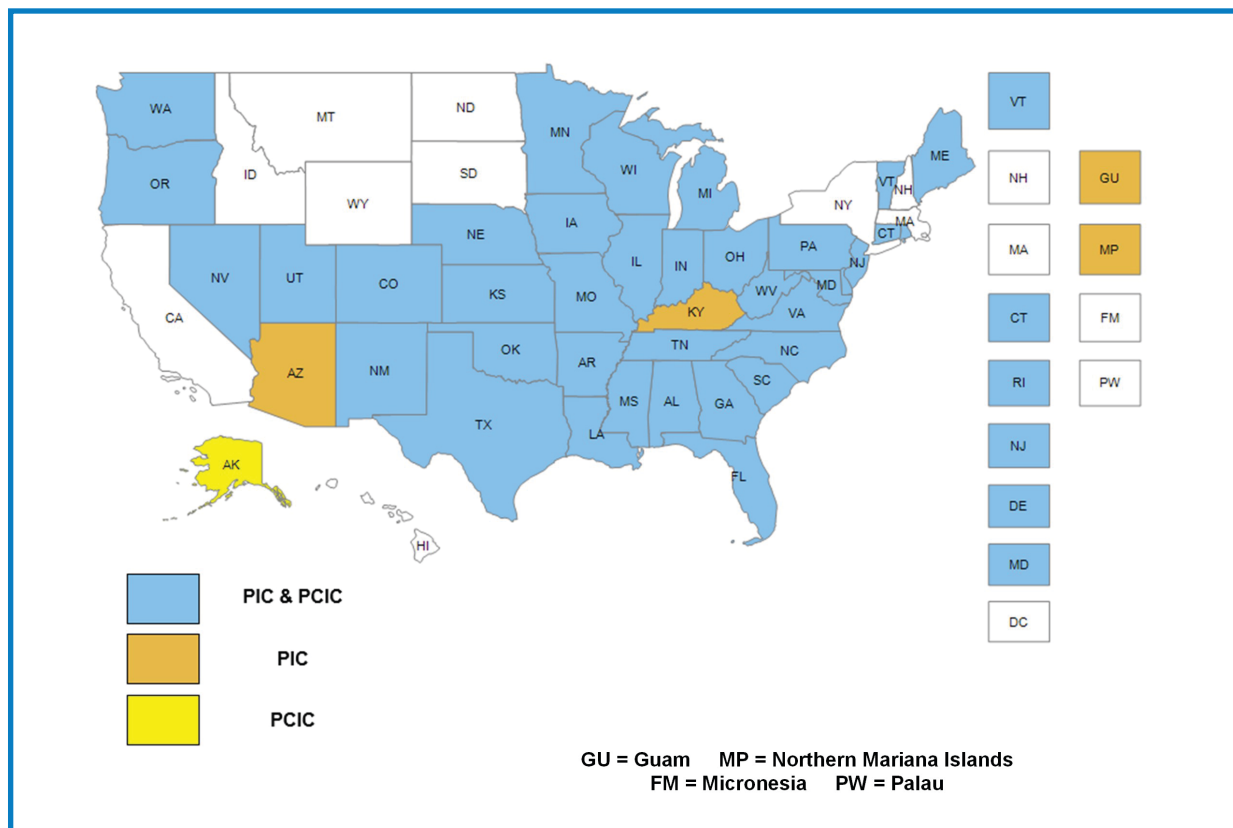 WA
MT
ND
MN
VT
OR
ID
SD
WI
MI
ME
NH
GU
WY
NY
VT
NH
MA
NV
UT
CO
NE
IA
IL
IN
OH
PA
CT
NJ
MA
MP
KS
MO
WV
MD
VA
CA
KY
CT
FM
AZ
NM
OK
AR
TN
NC
SC
RI
PW
TX
LA
MS
AL
GA
NJ
AK
FL
DE
HI
MD
DC
PIC & PCIC
PIC
PCIC
GU = Guam MP = Northern Mariana Islands
FM = Micronesia PW = Palau